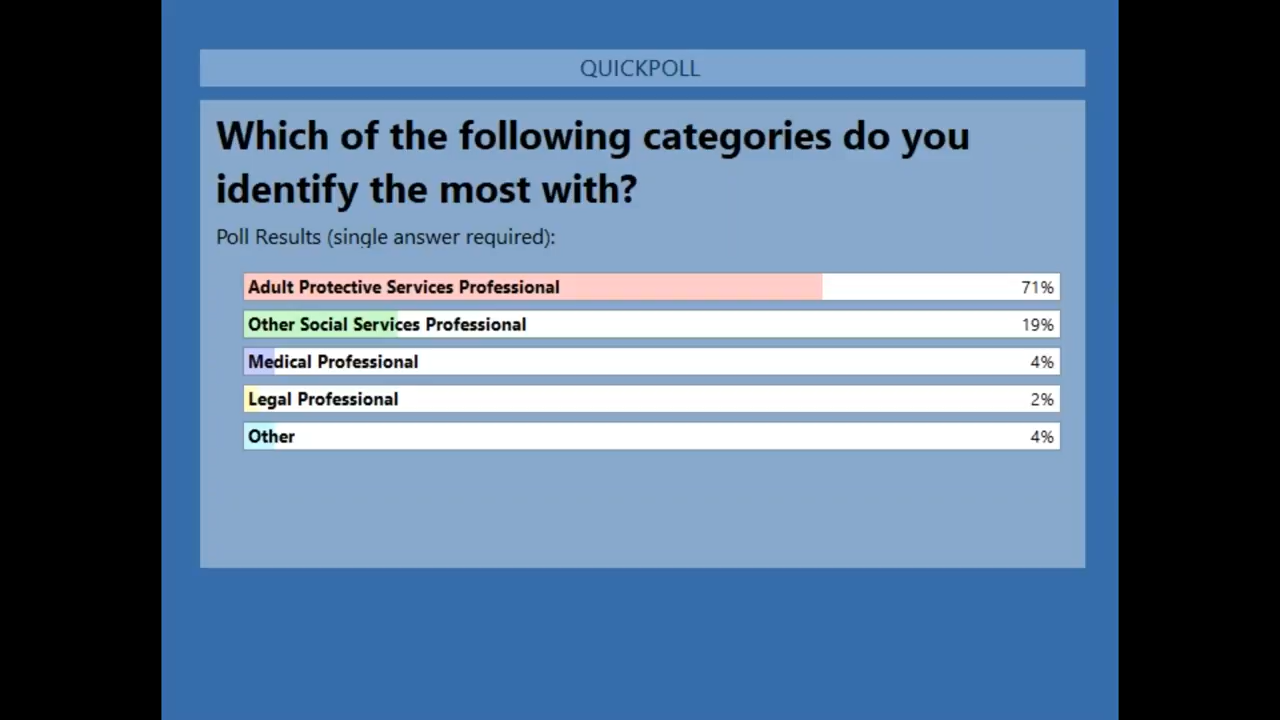 QUICKPOLL
Which of the following categories do you
identify the most with?
Poll Results (single answer required):
Adult Protective Services Professional 71%
Other Social Services Professional 19%
Medical Professional 4%
Legal Professional 2%
Other 4%